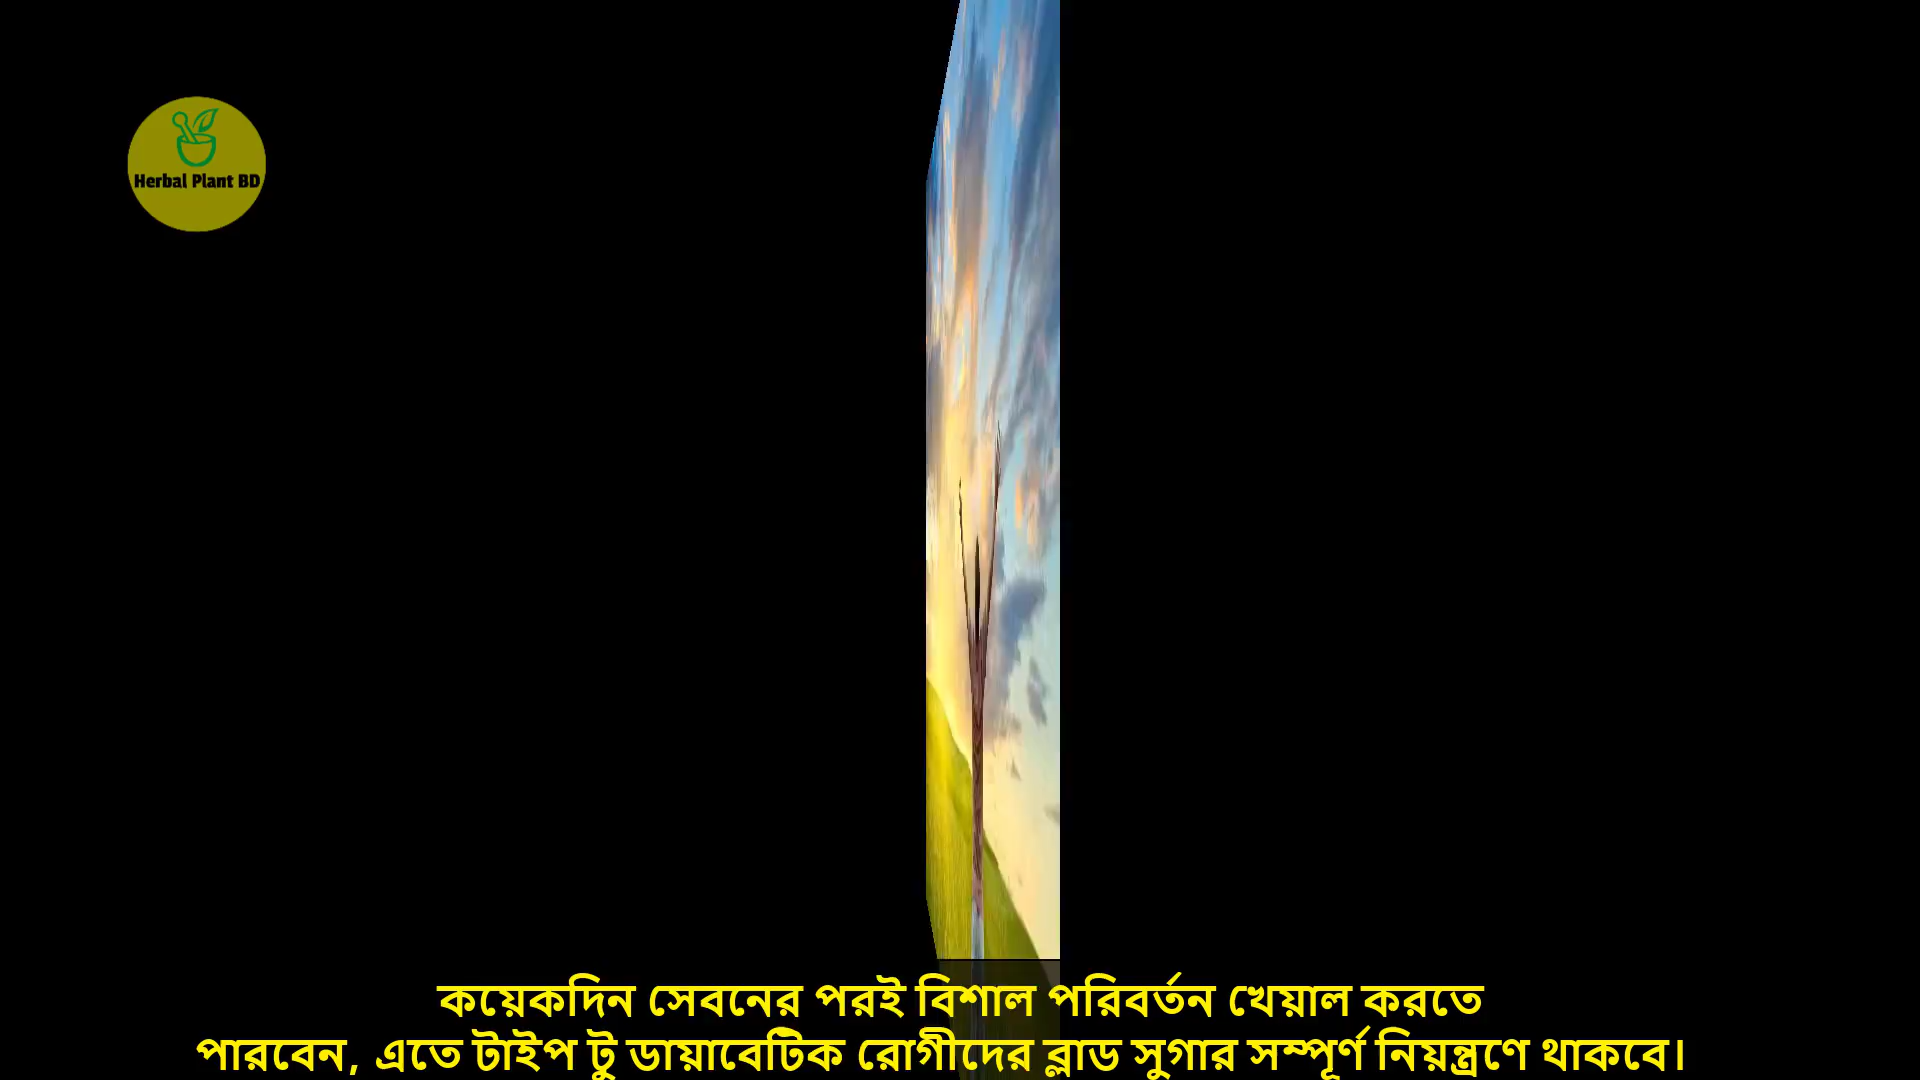 Herbal Plant BD
কয়েকদিন সেবনের পরই বিশাল পরিবর্তন খেয়াল করতে
পারবেন, এতে টাইপ টু ডায়াবেটিক রোগীদের ব্লাড সুগার সম্পূর্ণ নিয়ন্ত্রণে থাকবে।